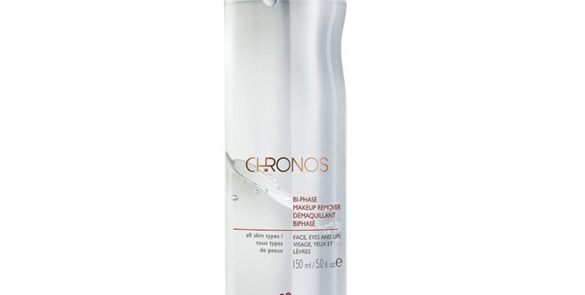 CHRONOS
BI-PHASE
MAKEUP REMOVER
DÉMAQUILLANT
BIPHASÉ
all skin types /
tous types
de peaux
FACE, EYES AND LIPS
VISAGE, YEUX ET
LÈVRES
150 ml / 5.0 fl.oz e